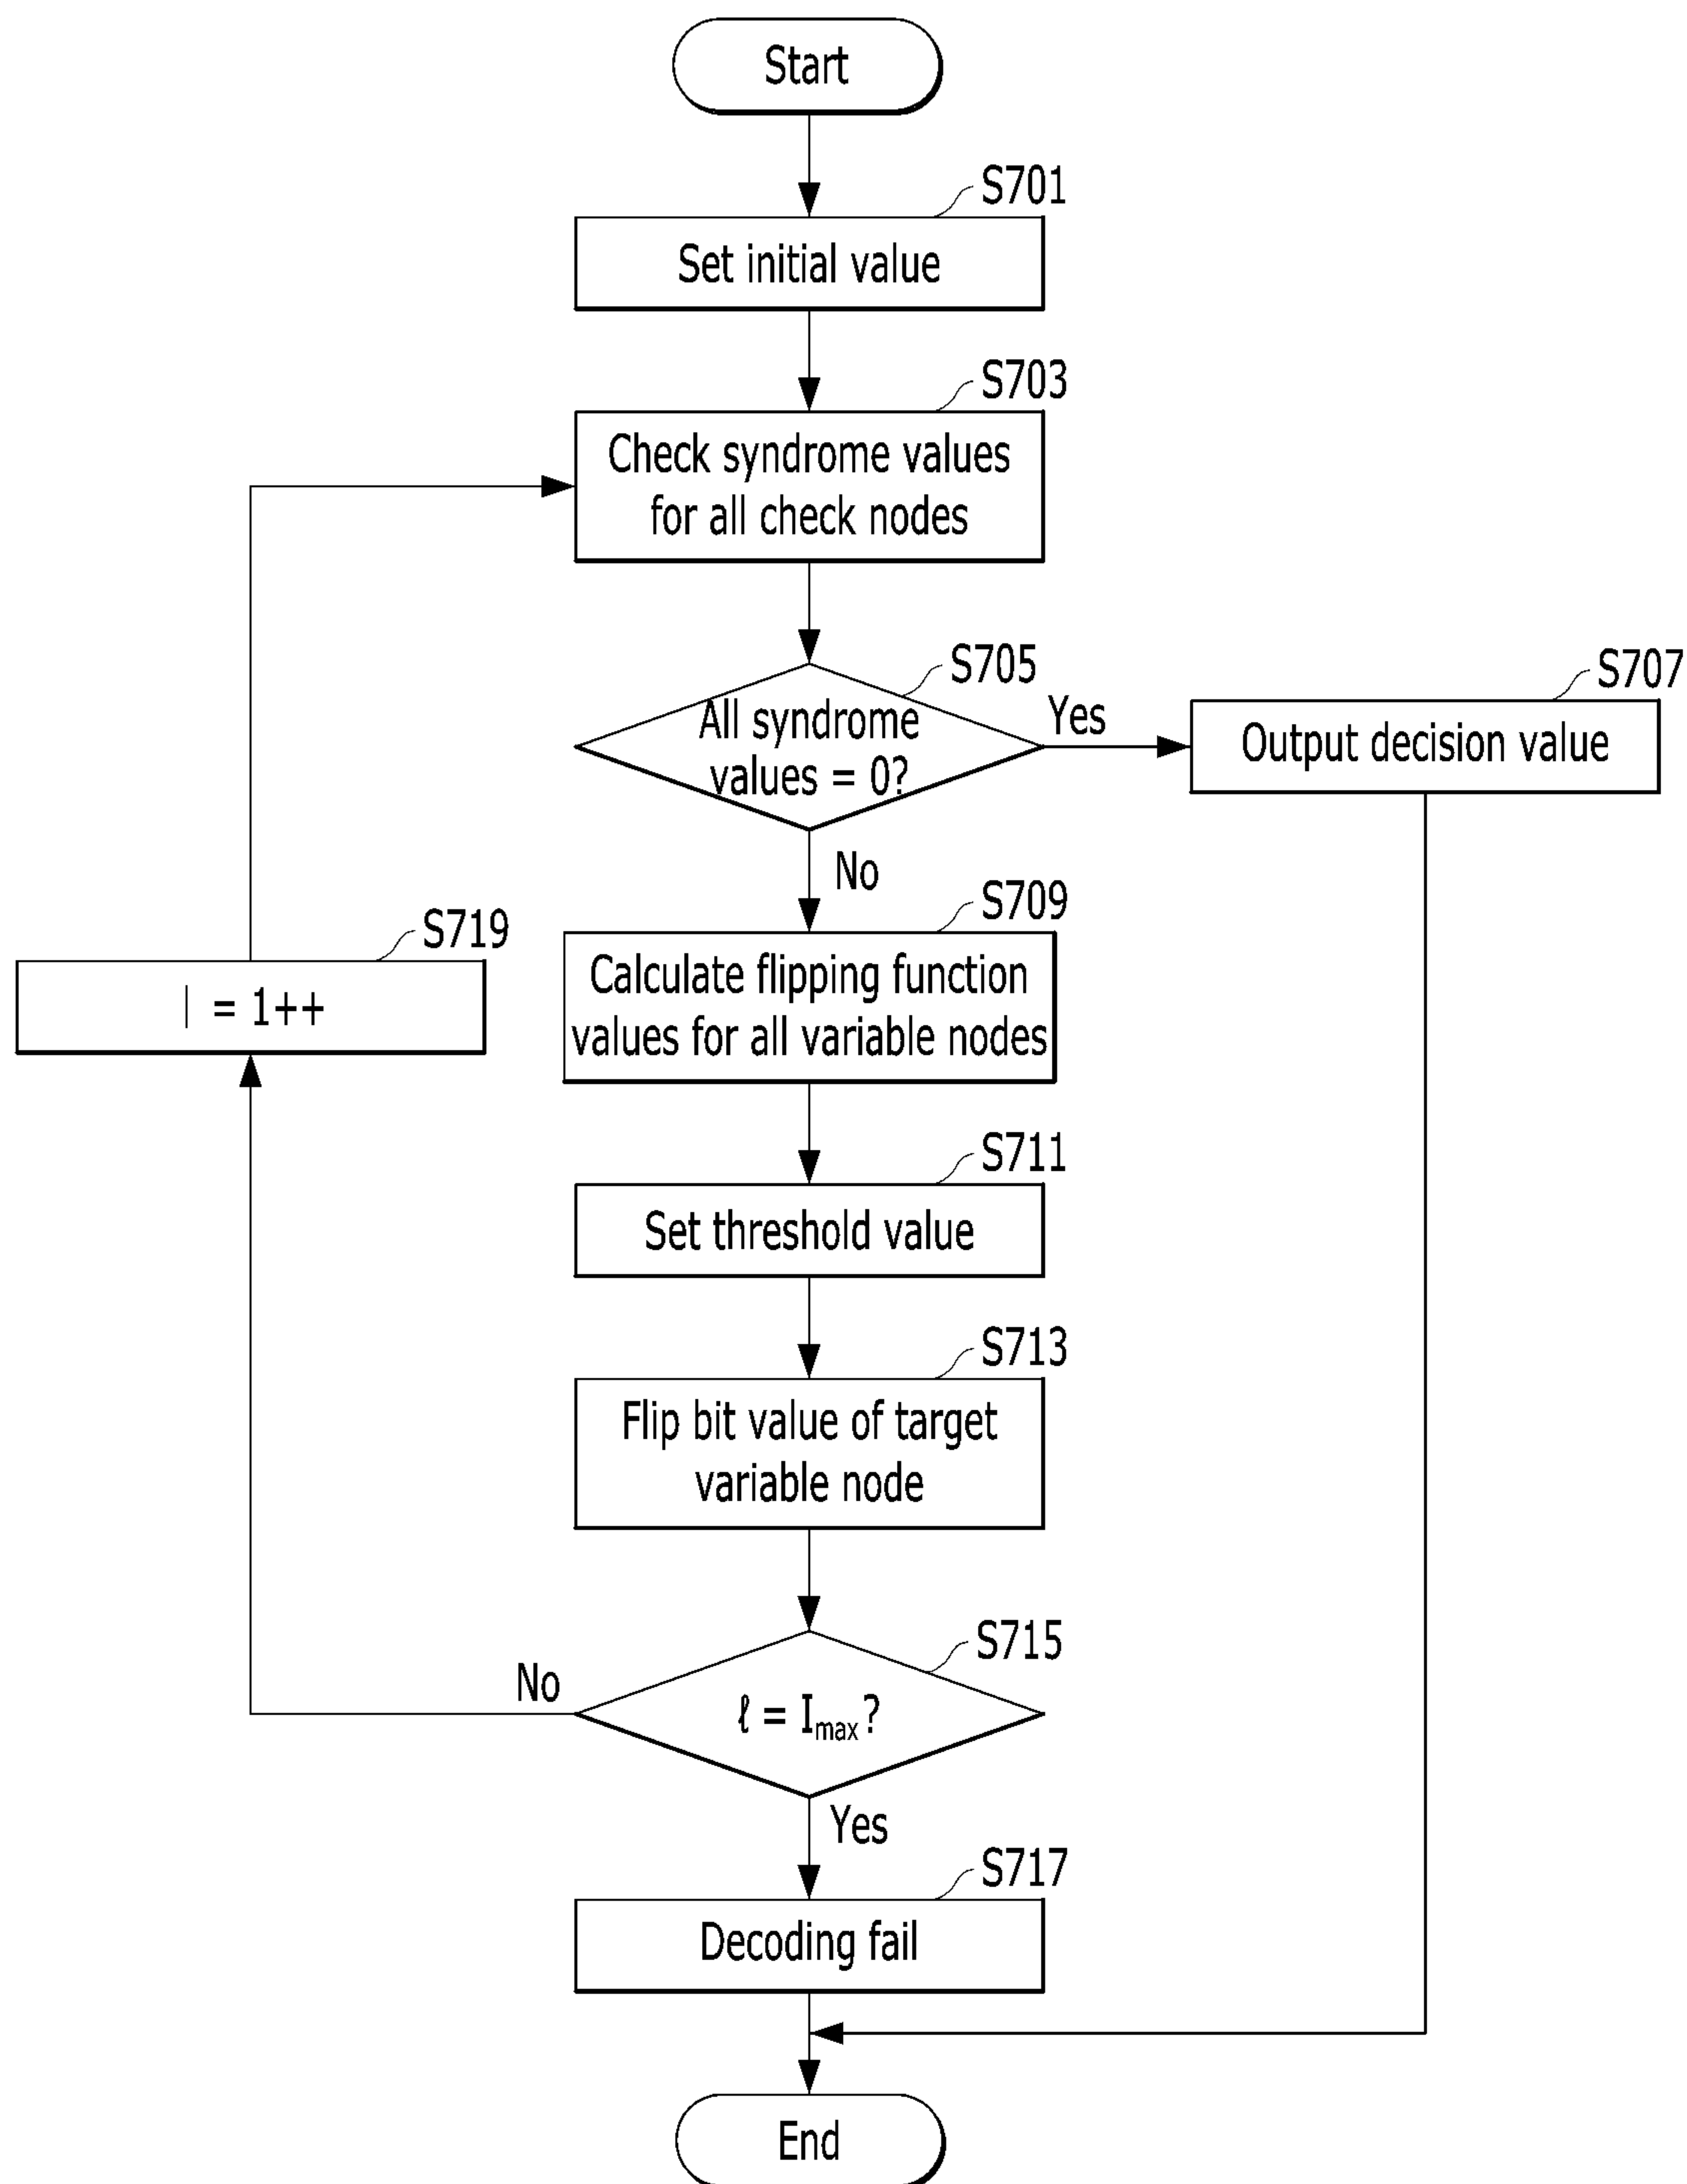 Start
S701
Set initial value
S703
Check syndrome values
for all check nodes
S705
All syndrome
values = 0?
Yes
S707
Output decision value
No
S709
Calculate flipping function
values for all variable nodes
S719
l = 1++
S711
Set threshold value
S713
Flip bit value of target
variable node
S715
ℓ = Imax?
No
Yes
S717
Decoding fail
End